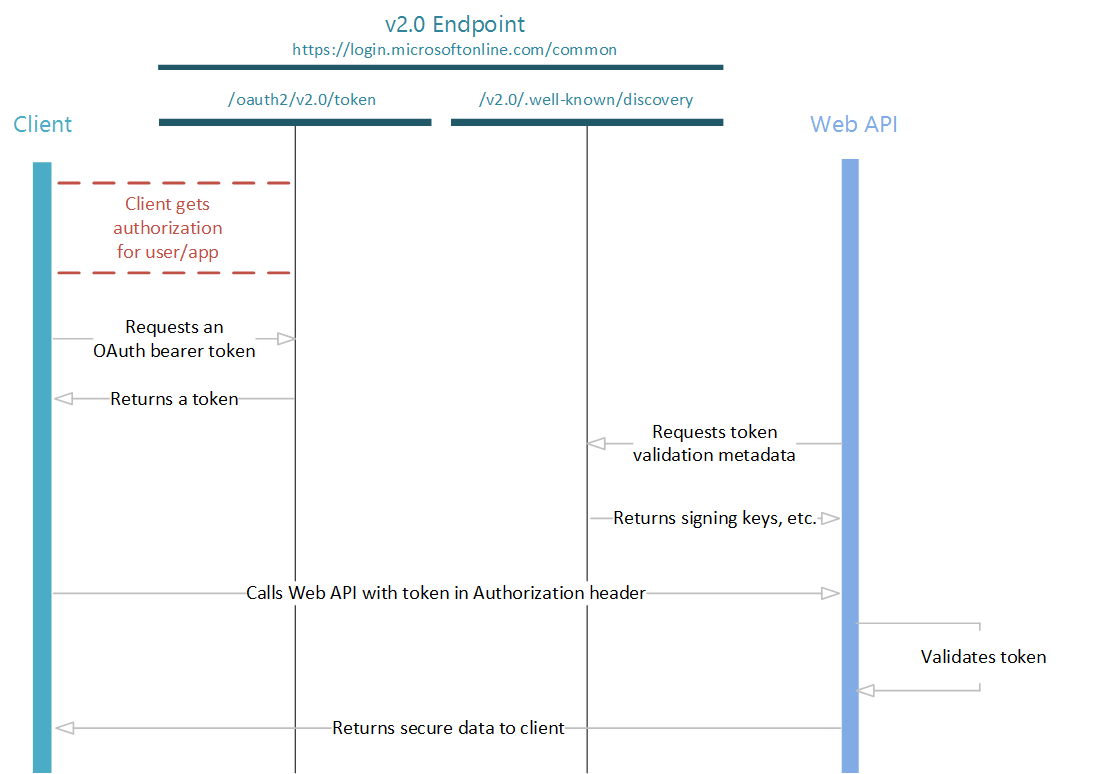 v2.0 Endpoint
https://login.microsoftonline.com/common
/oauth2/v2.0/token
/v2.0/.well-known/discovery
Client
Web API
Client gets
authorization
for user/app
Requests an
OAuth bearer token
Returns a token
Requests token
validation metadata
Returns signing keys, etc.
Calls Web API with token in Authorization header
Validates token
Returns secure data to client